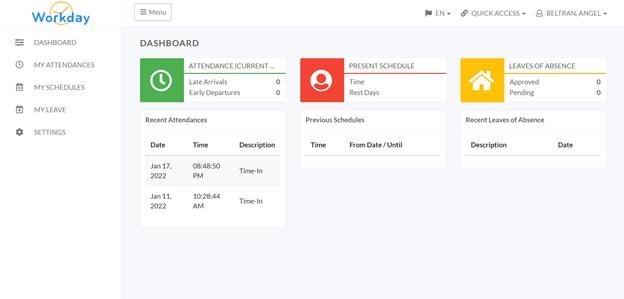 Workday
Menu
EN
QUICK ACCESS
BELTRAN, ANGEL
DASHBOARD
MY ATTENDANCES
MY SCHEDULES
MY LEAVE
SETTINGS
DASHBOARD
ATTENDANCE (CURRENT ...
Late Arrivals 0
Early Departures 0
PRESENT SCHEDULE
Time
Rest Days
LEAVES OF ABSENCE
Approved 0
Pending 0
Recent Attendances
Date Time Description
Jan 17, 2022 08:48:50 PM Time-In
Jan 11, 2022 10:28:44 AM Time-In
Previous Schedules
Time From Date / Until
Recent Leaves of Absence
Description Date